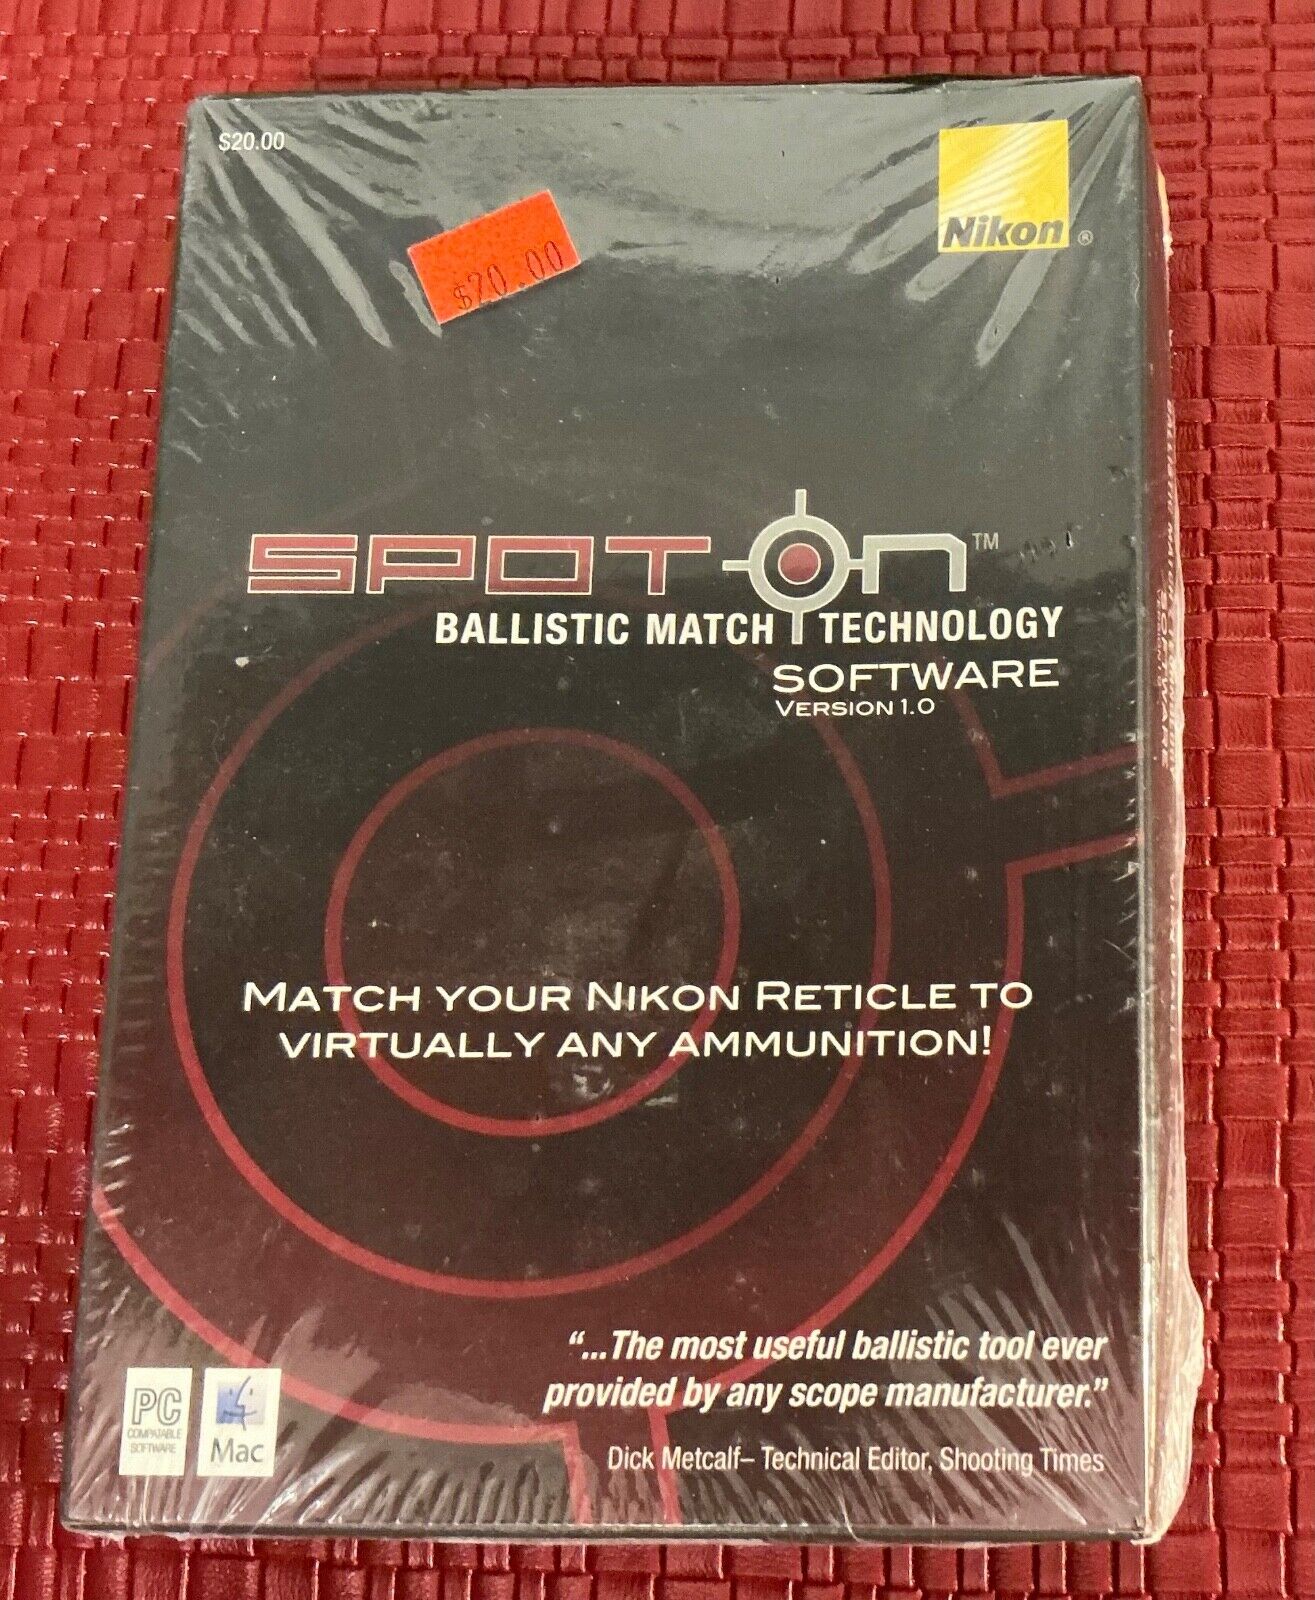 $20.00
$20.00
Nikon ®
SPOT-ON™
BALLISTIC MATCH TECHNOLOGY
SOFTWARE
VERSION 1.0
MATCH YOUR NIKON RETICLE TO
VIRTUALLY ANY AMMUNITION!
"...The most useful ballistic tool ever
provided by any scope manufacturer."
Dick Metcalf– Technical Editor, Shooting Times
PC
COMPATABLE
SOFTWARE
Mac